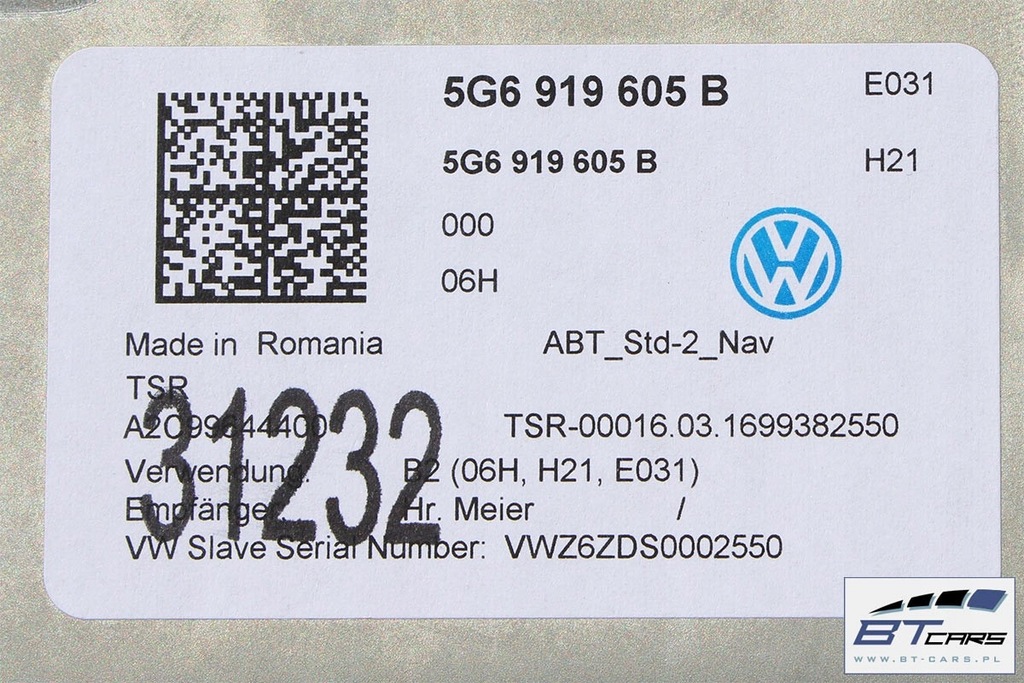 5G6 919 605 B E031
5G6 919 605 B H21
000
06H
Made in Romania ABT_Std-2_Nav
TSR
A2C99644400 TSR-00016.03.1699382550
Verwendung: B2 (06H, H21, E031)
Empfänger: Hr. Meier /
VW Slave Serial Number: VWZ6ZDS0002550
31232
BT CARS
WWW.BT-CARS.PL